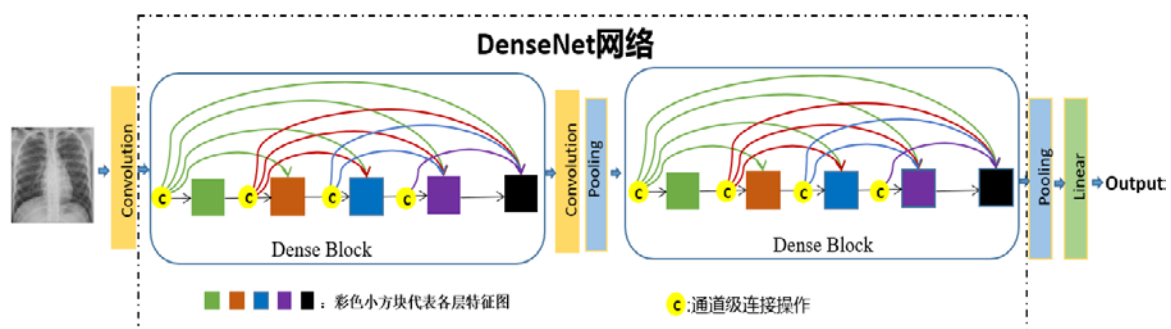 DenseNet网络
Convolution
c
c
c
c
Dense Block
Convolution
Pooling
c
c
c
c
Dense Block
Pooling
Linear
Output:
：彩色小方块代表各层特征图
c:通道级连接操作